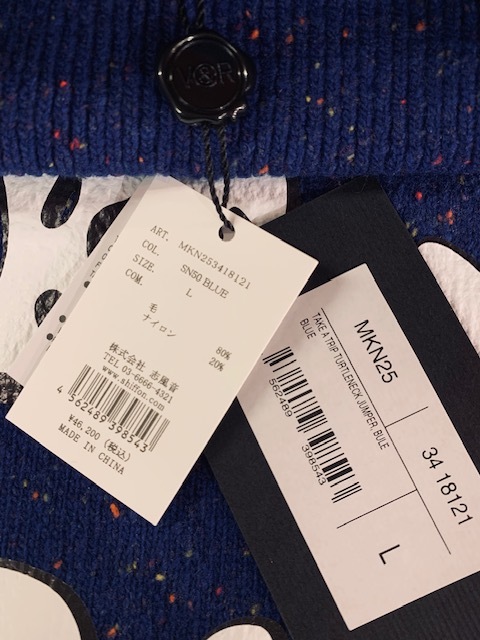 V&R
ART. MKN253418121
COL. SN50 BLUE
SIZE. L
COM.
毛 80%
ナイロン 20%
株式会社 志風音
TEL 03-6666-4321
www.shiffon.com
4 562489 398543
¥46,200 (税込)
MADE IN CHINA
MKN25
34 18121
TAKE A TRIP TURTLENECK JUMPER, BULE
BLUE
562489 398543
L